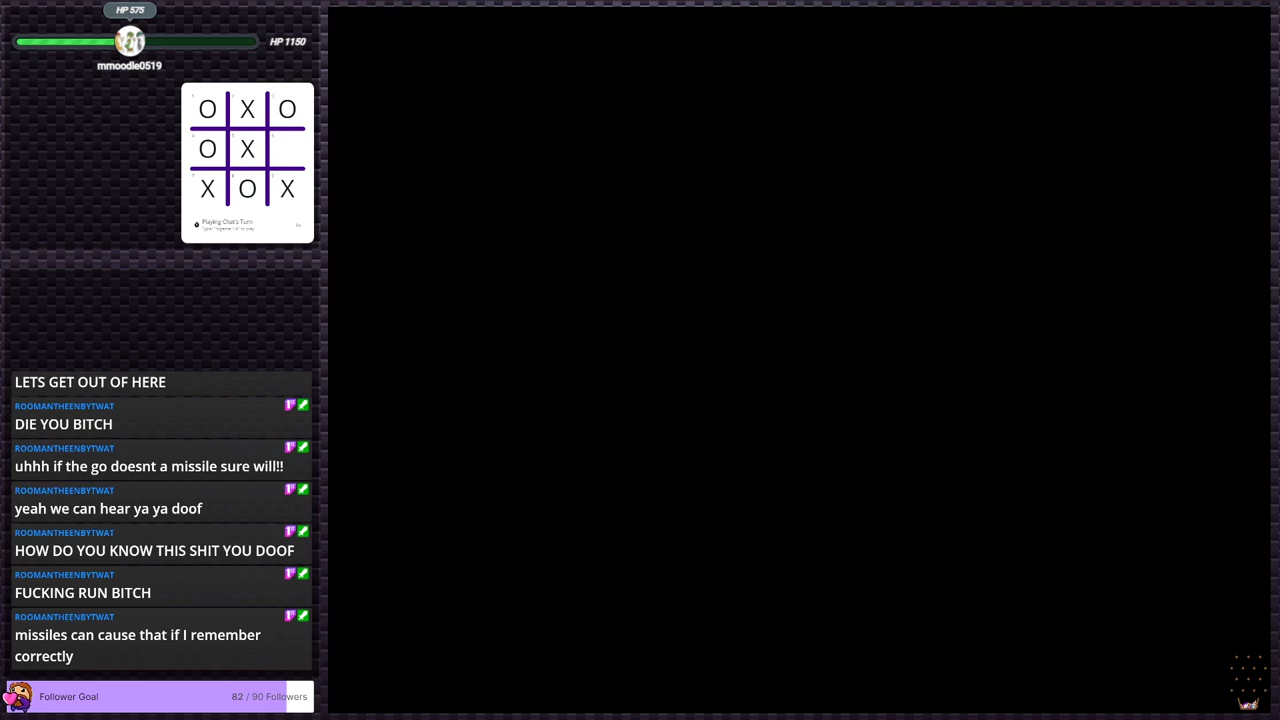 HP 575
HP 1150
mmoodle0519
O X O
O X
X O X
Playing Chat's Turn
LETS GET OUT OF HERE
ROOMANTHEENBYTWAT
DIE YOU BITCH
ROOMANTHEENBYTWAT
uhhh if the go doesnt a missile sure will!!
ROOMANTHEENBYTWAT
yeah we can hear ya ya doof
ROOMANTHEENBYTWAT
HOW DO YOU KNOW THIS SHIT YOU DOOF
ROOMANTHEENBYTWAT
FUCKING RUN BITCH
ROOMANTHEENBYTWAT
missiles can cause that if I remember
correctly
Follower Goal 82 / 90 Followers